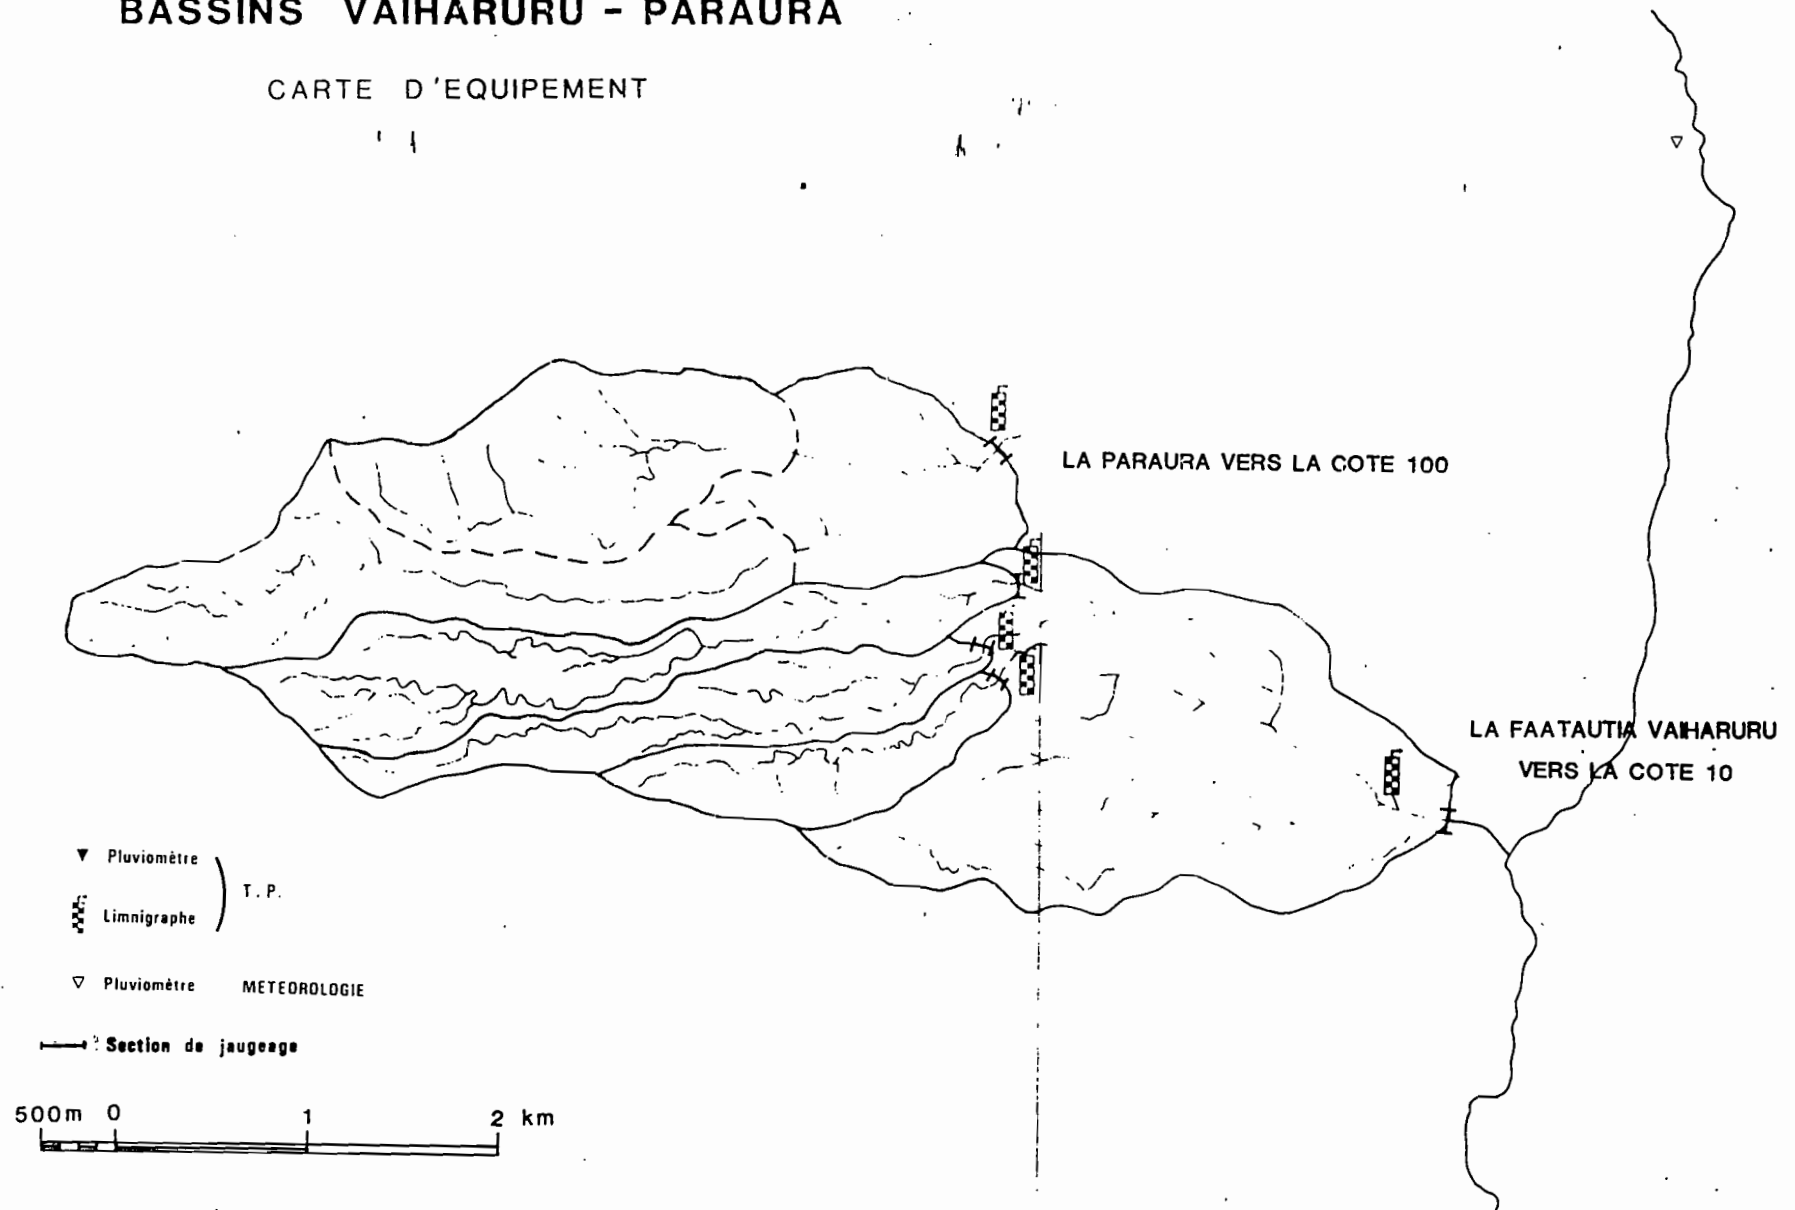 BASSINS VAIHARURU - PARAURA
CARTE D'EQUIPEMENT
LA PARAURA VERS LA COTE 100
LA FAATAUTIA VAIHARURU
VERS LA COTE 10
Pluviomètre
T.P.
Limnigraphe
Pluviomètre METEOROLOGIE
Section de jaugeage
500m 0 1 2 km